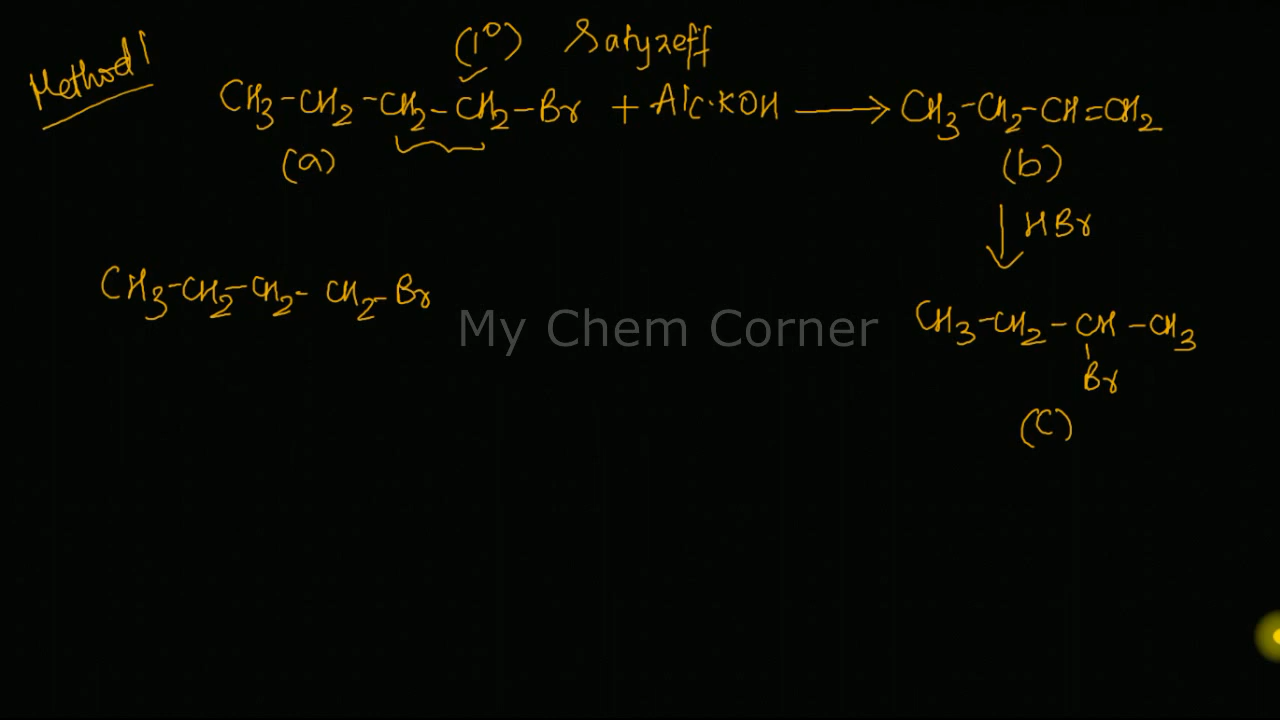 Method 1
(1°) Satyzeff
CH3-CH2-CH2-CH2-Br + Alc.KOH ⟶ CH3-CH2-CH=CH2
(a) (b)
↓ HBr
CH3-CH2-CH2-CH2-Br
My Chem Corner
CH3-CH2-CH-CH3
Br
(C)